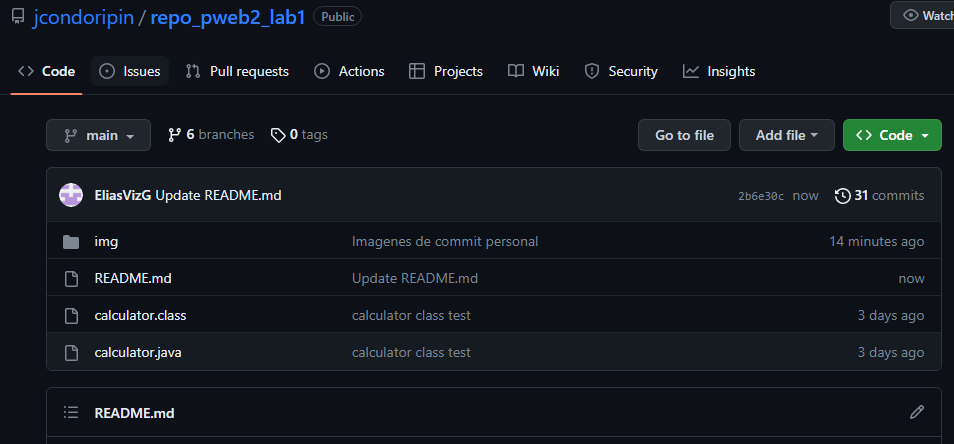 jcondoripin / repo_pweb2_lab1 Public Watch
Code Issues Pull requests Actions Projects Wiki Security Insights
main 6 branches 0 tags Go to file Add file Code
EliasVizG Update README.md 2b6e30c now 31 commits
img Imagenes de commit personal 14 minutes ago
README.md Update README.md now
calculator.class calculator class test 3 days ago
calculator.java calculator class test 3 days ago
README.md